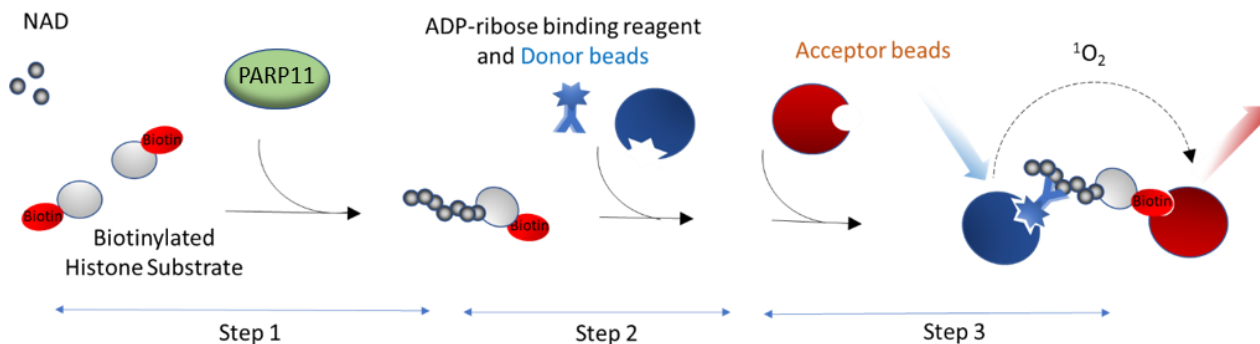 NAD
PARP11
Biotin
Biotin
Biotinylated
Histone Substrate
Biotin
ADP-ribose binding reagent
and Donor beads
Acceptor beads
¹O₂
Biotin
Step 1
Step 2
Step 3